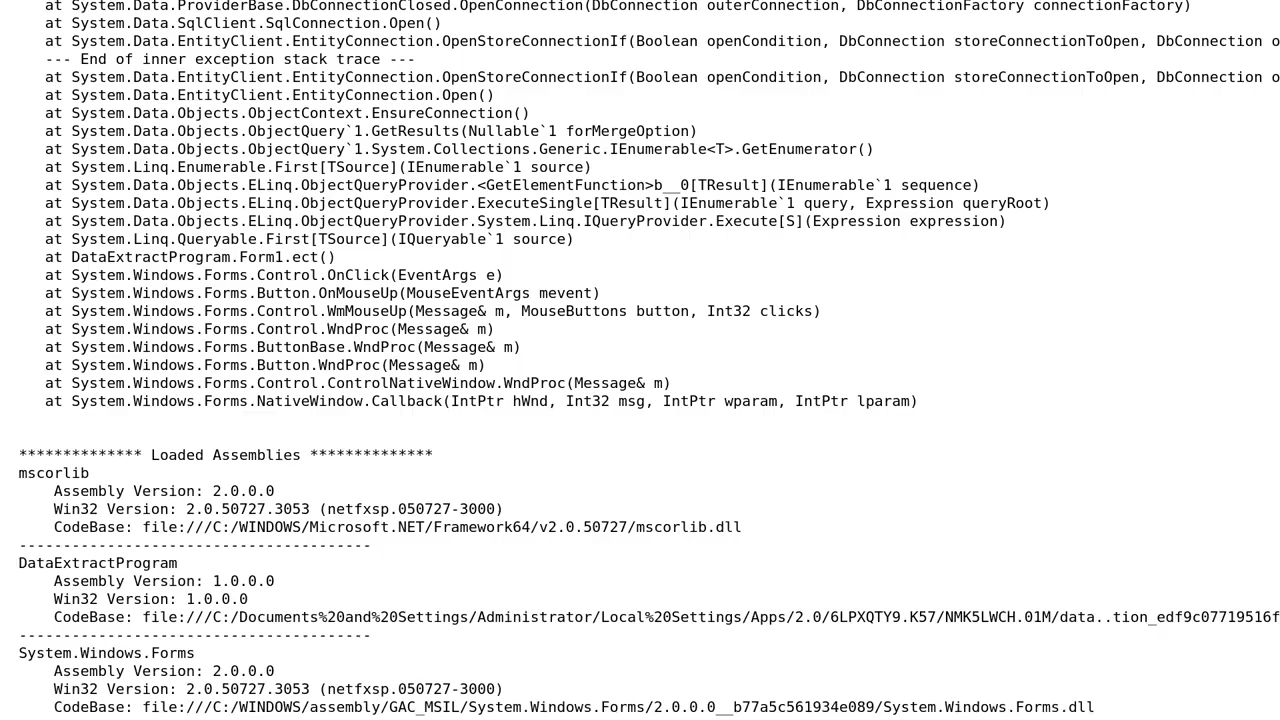 at System.Data.ProviderBase.DbConnectionClosed.OpenConnection(DbConnection outerConnection, DbConnectionFactory connectionFactory)
at System.Data.SqlClient.SqlConnection.Open()
at System.Data.EntityClient.EntityConnection.OpenStoreConnectionIf(Boolean openCondition, DbConnection storeConnectionToOpen, DbConnection o
--- End of inner exception stack trace ---
at System.Data.EntityClient.EntityConnection.OpenStoreConnectionIf(Boolean openCondition, DbConnection storeConnectionToOpen, DbConnection o
at System.Data.EntityClient.EntityConnection.Open()
at System.Data.Objects.ObjectContext.EnsureConnection()
at System.Data.Objects.ObjectQuery`1.GetResults(Nullable`1 forMergeOption)
at System.Data.Objects.ObjectQuery`1.System.Collections.Generic.IEnumerable<T>.GetEnumerator()
at System.Linq.Enumerable.First[TSource](IEnumerable`1 source)
at System.Data.Objects.ELinq.ObjectQueryProvider.<GetElementFunction>b__0[TResult](IEnumerable`1 sequence)
at System.Data.Objects.ELinq.ObjectQueryProvider.ExecuteSingle[TResult](IEnumerable`1 query, Expression queryRoot)
at System.Data.Objects.ELinq.ObjectQueryProvider.System.Linq.IQueryProvider.Execute[S](Expression expression)
at System.Linq.Queryable.First[TSource](IQueryable`1 source)
at DataExtractProgram.Form1.ect()
at System.Windows.Forms.Control.OnClick(EventArgs e)
at System.Windows.Forms.Button.OnMouseUp(MouseEventArgs mevent)
at System.Windows.Forms.Control.WmMouseUp(Message& m, MouseButtons button, Int32 clicks)
at System.Windows.Forms.Control.WndProc(Message& m)
at System.Windows.Forms.ButtonBase.WndProc(Message& m)
at System.Windows.Forms.Button.WndProc(Message& m)
at System.Windows.Forms.Control.ControlNativeWindow.WndProc(Message& m)
at System.Windows.Forms.NativeWindow.Callback(IntPtr hWnd, Int32 msg, IntPtr wparam, IntPtr lparam)
************** Loaded Assemblies **************
mscorlib
Assembly Version: 2.0.0.0
Win32 Version: 2.0.50727.3053 (netfxsp.050727-3000)
CodeBase: file:///C:/WINDOWS/Microsoft.NET/Framework64/v2.0.50727/mscorlib.dll
----------------------------------------
DataExtractProgram
Assembly Version: 1.0.0.0
Win32 Version: 1.0.0.0
CodeBase: file:///C:/Documents%20and%20Settings/Administrator/Local%20Settings/Apps/2.0/6LPXQTY9.K57/NMK5LWCH.01M/data..tion_edf9c07719516f
----------------------------------------
System.Windows.Forms
Assembly Version: 2.0.0.0
Win32 Version: 2.0.50727.3053 (netfxsp.050727-3000)
CodeBase: file:///C:/WINDOWS/assembly/GAC_MSIL/System.Windows.Forms/2.0.0.0__b77a5c561934e089/System.Windows.Forms.dll